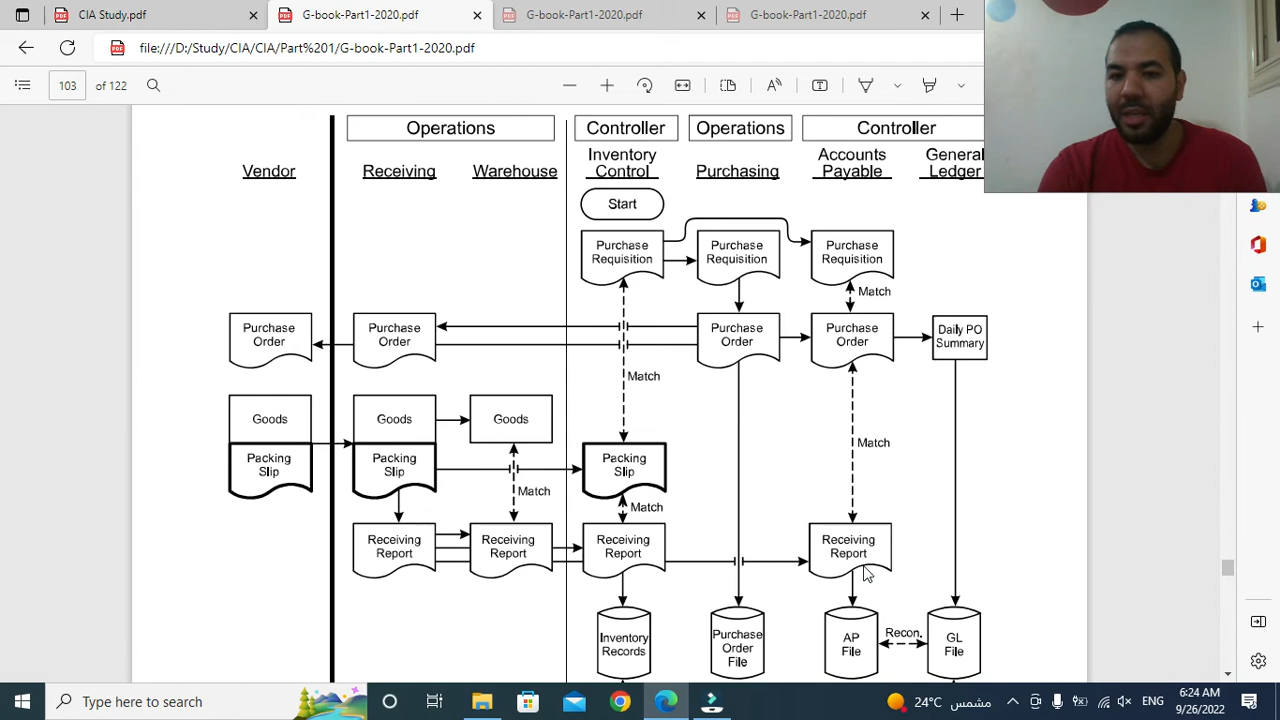 CIA Study.pdf
G-book-Part1-2020.pdf
G-book-Part1-2020.pdf
G-book-Part1-2020.pdf
file:///D:/Study/CIA/CIA/Part%201/G-book-Part1-2020.pdf
103 of 122
Operations
Controller
Operations
Controller
Vendor
Receiving
Warehouse
Inventory
Control
Purchasing
Accounts
Payable
General
Ledger
Start
Purchase
Requisition
Purchase
Requisition
Purchase
Requisition
Match
Purchase
Order
Purchase
Order
Purchase
Order
Purchase
Order
Daily PO
Summary
Match
Goods
Goods
Goods
Match
Packing
Slip
Packing
Slip
Packing
Slip
Match
Match
Receiving
Report
Receiving
Report
Receiving
Report
Receiving
Report
Inventory
Records
Purchase
Order
File
AP
File
Recon.
GL
File
Type here to search
24°C
مشمس
ENG
6:24 AM
9/26/2022